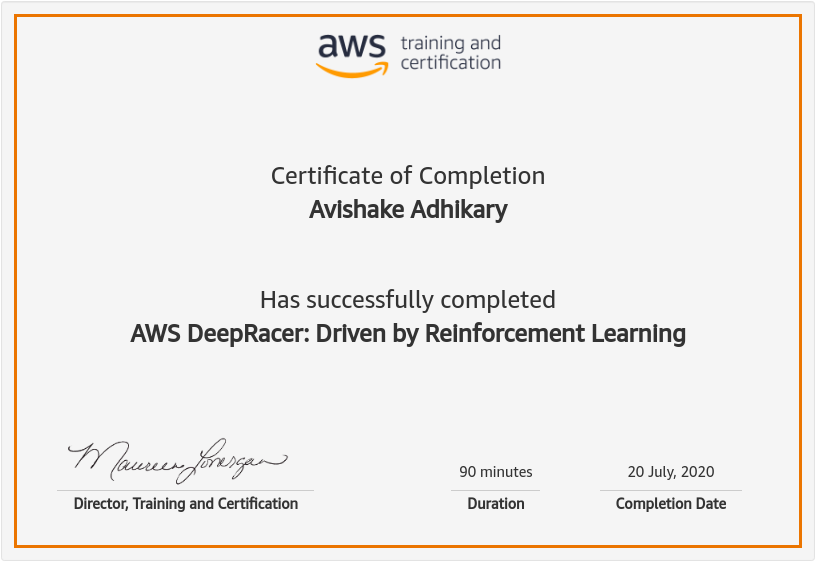 aws training and
certification
Certificate of Completion
Avishake Adhikary
Has successfully completed
AWS DeepRacer: Driven by Reinforcement Learning
Maureen Lonergan
90 minutes
20 July, 2020
Director, Training and Certification
Duration
Completion Date